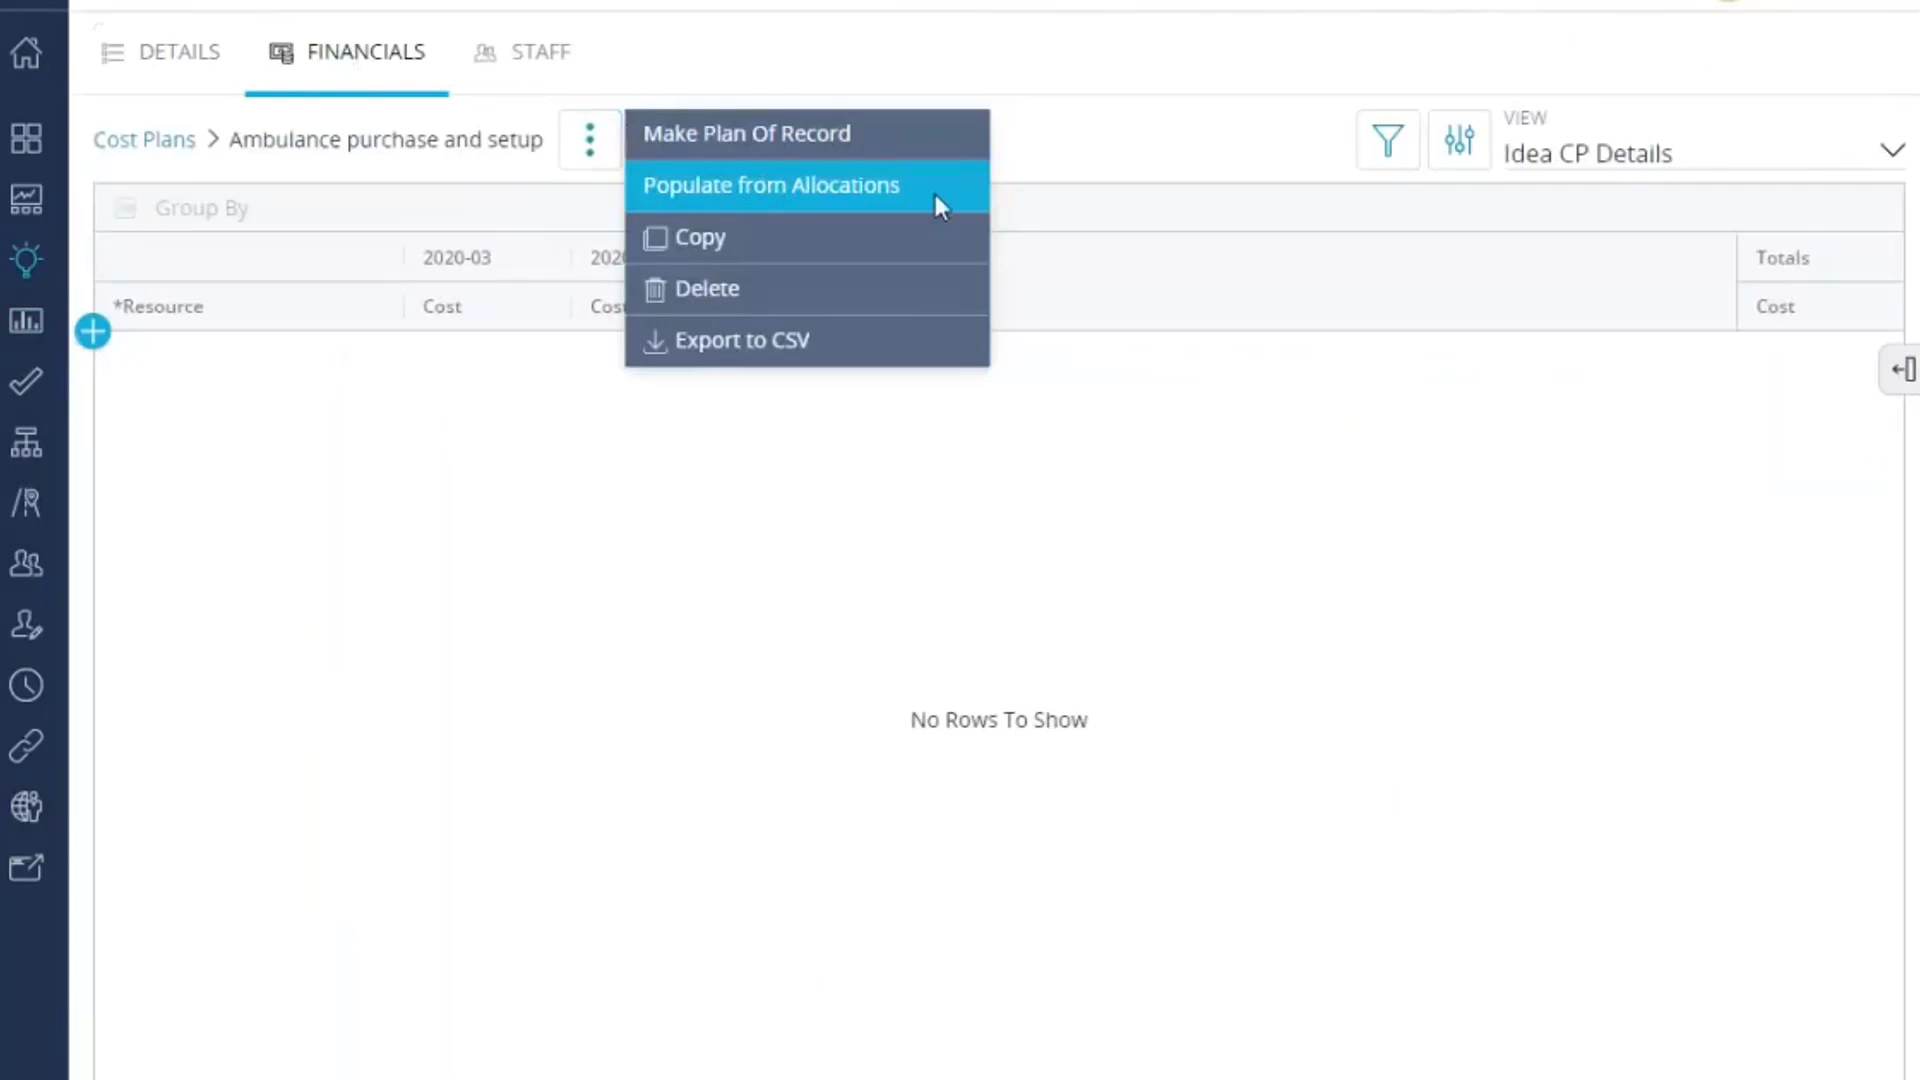 DETAILS
FINANCIALS
STAFF
Cost Plans > Ambulance purchase and setup
Make Plan Of Record
Populate from Allocations
Copy
Delete
Export to CSV
VIEW
Idea CP Details
Group By
2020-03
Totals
*Resource
Cost
Cost
No Rows To Show